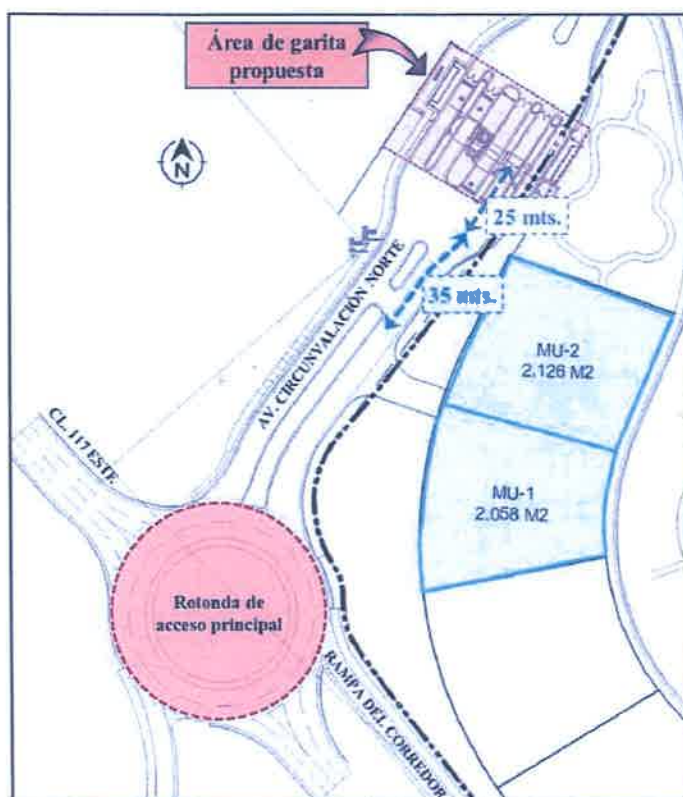 Área de garita
propuesta
N
25 mts.
35 mts.
AV. CIRCUNVALACIÓN NORTE
MU-2
2,126 M2
CL. 117 ESTE
MU-1
2.058 M2
Rotonda de
acceso principal
RAMPA DEL CORREDOR